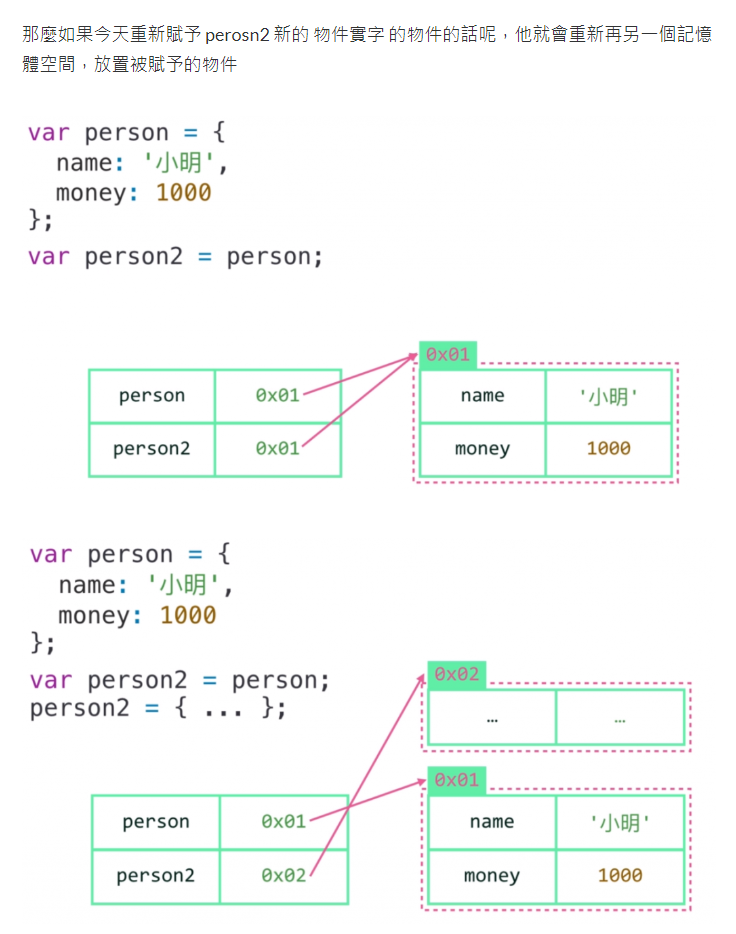 那麼如果今天重新賦予 perosn2 新的 物件實字 的物件的話呢，他就會重新再另一個記憶
體空間，放置被賦予的物件
var person = {
name: '小明',
money: 1000
};
var person2 = person;
0x01
person 0x01 name '小明'
person2 0x01 money 1000
var person = {
name: '小明',
money: 1000
};
var person2 = person;
person2 = { ... };
0x02
... ...
0x01
person 0x01 name '小明'
person2 0x02 money 1000